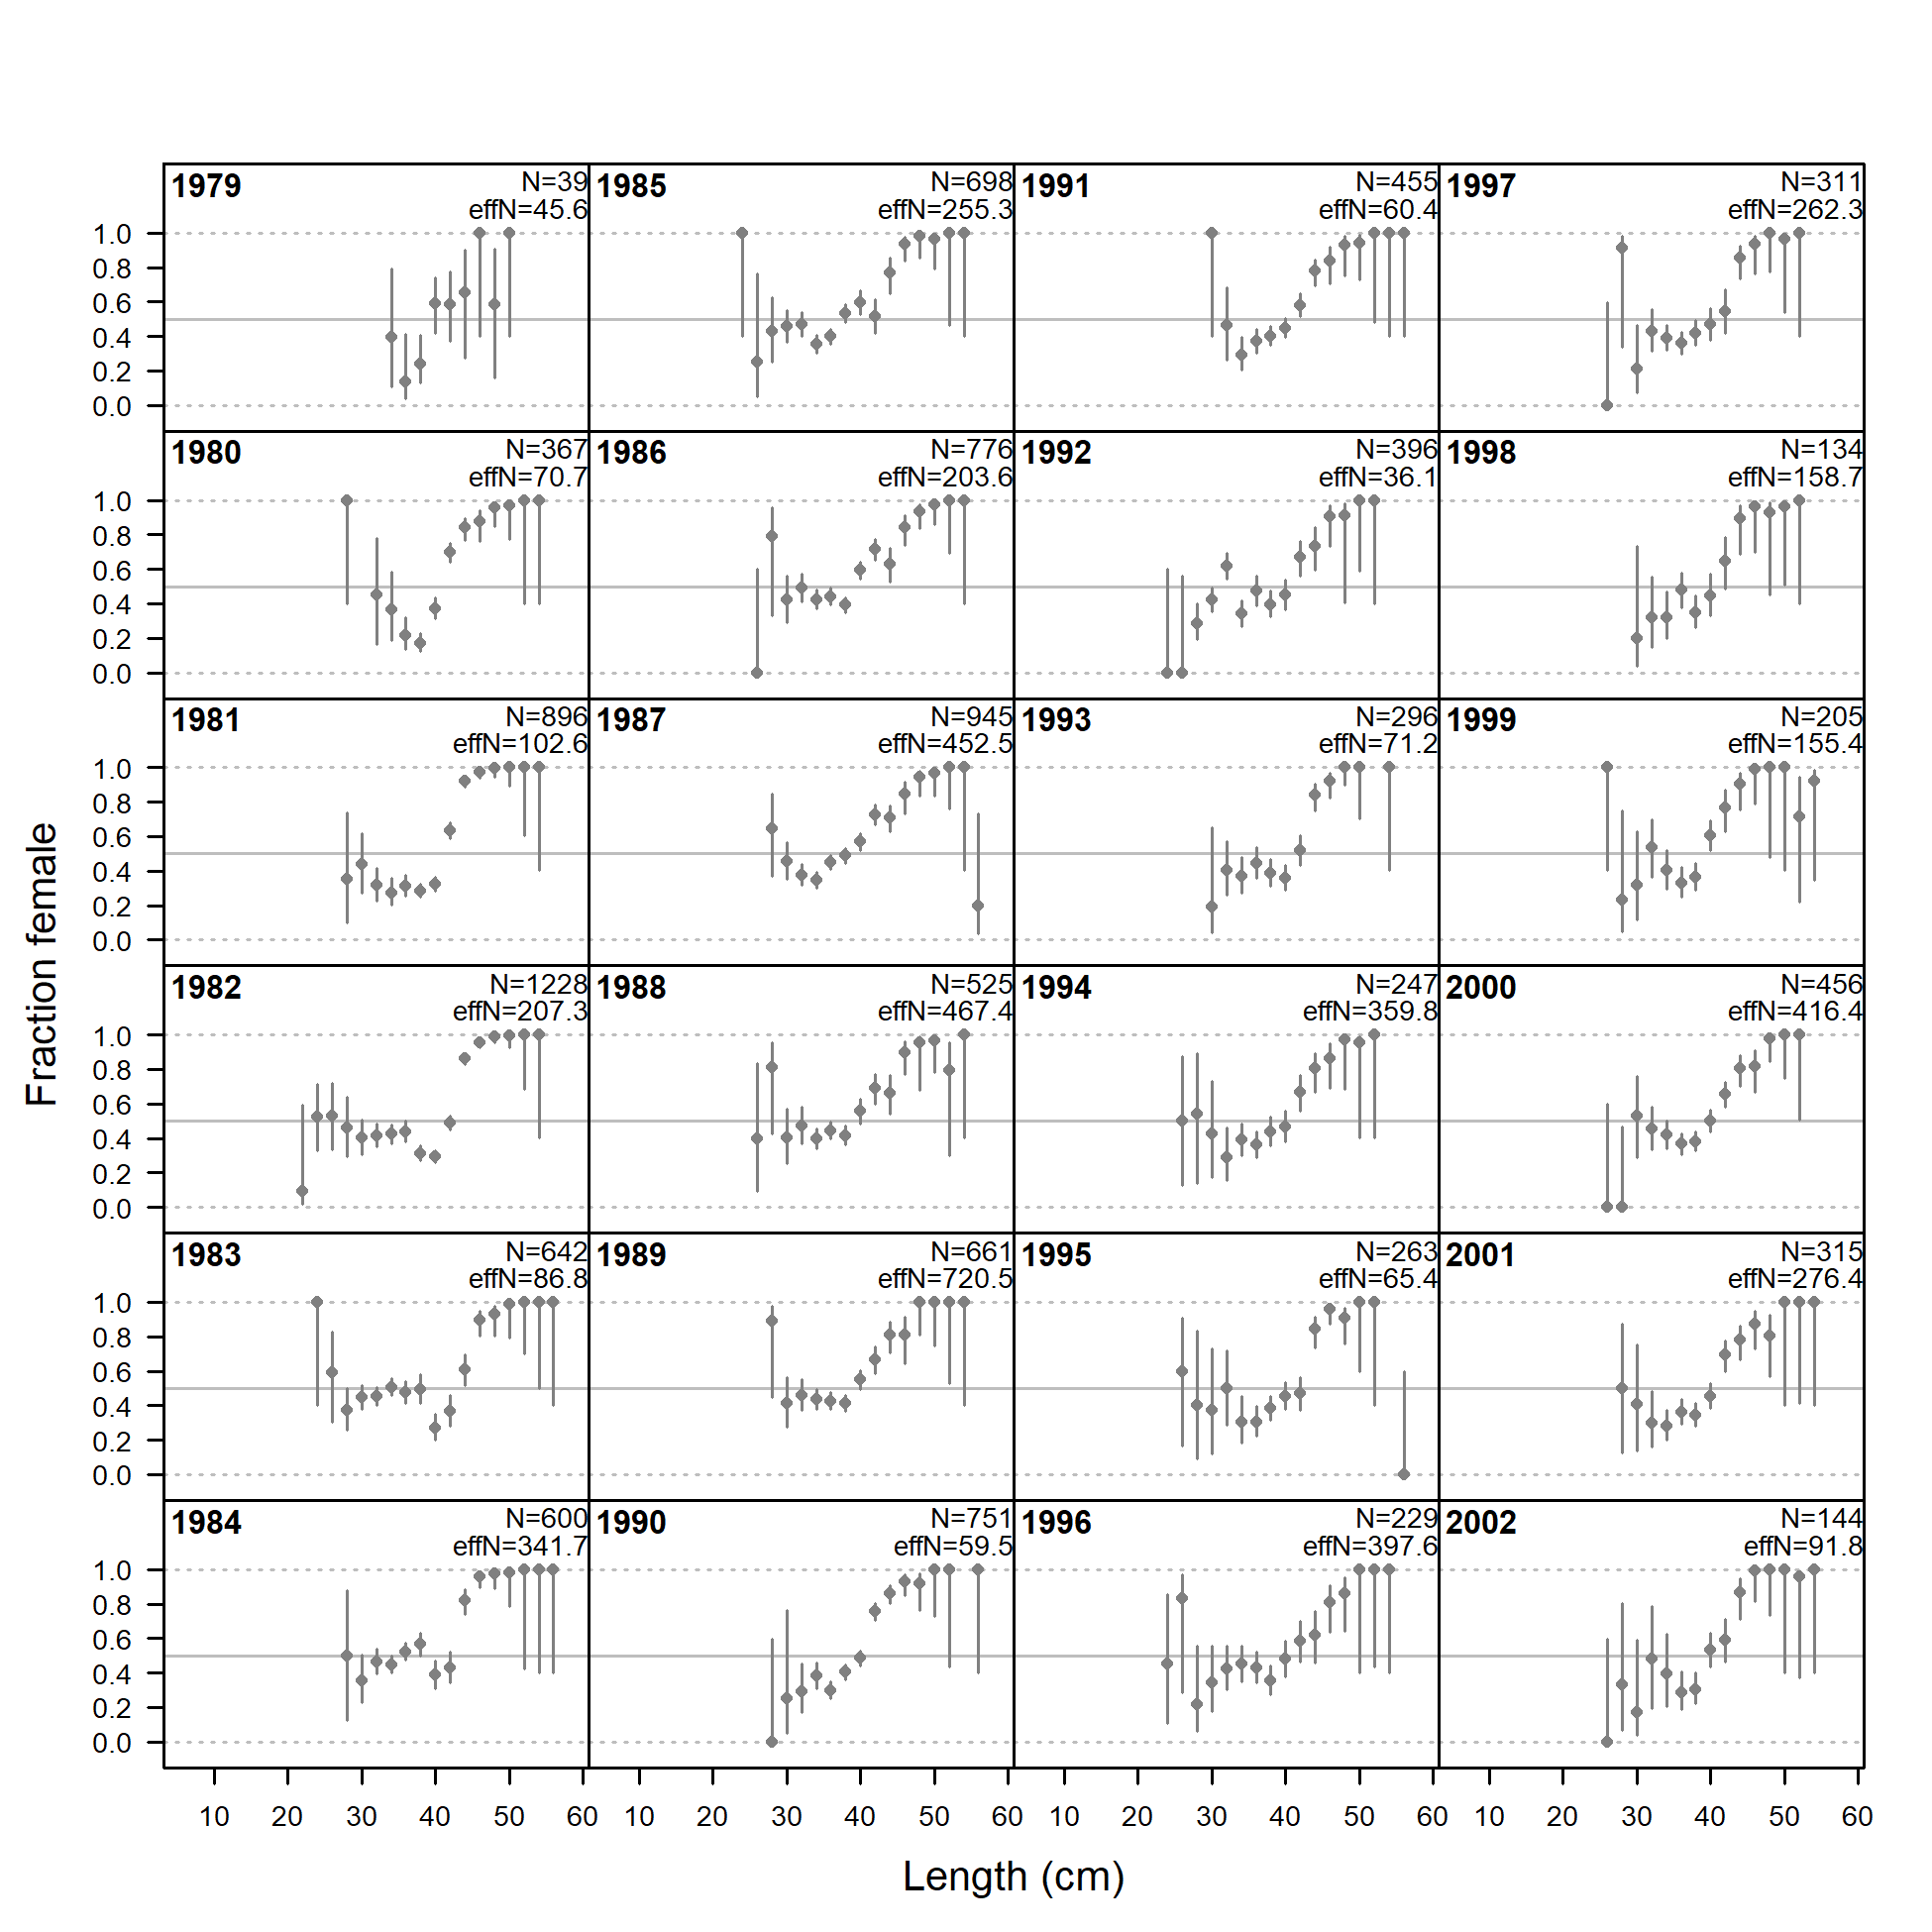 1979 N=39 1985 N=698 1991 N=455 1997 N=311
effN=45.6 effN=255.3 effN=60.4 effN=262.3
1.0
0.8
0.6
0.4
0.2
0.0
1980 N=367 1986 N=776 1992 N=396 1998 N=134
effN=70.7 effN=203.6 effN=36.1 effN=158.7
1.0
0.8
0.6
0.4
0.2
0.0
1981 N=896 1987 N=945 1993 N=296 1999 N=205
effN=102.6 effN=452.5 effN=71.2 effN=155.4
1.0
0.8
0.6
0.4
0.2
0.0
1982 N=1228 1988 N=525 1994 N=247 2000 N=456
effN=207.3 effN=467.4 effN=359.8 effN=416.4
1.0
0.8
0.6
0.4
0.2
0.0
1983 N=642 1989 N=661 1995 N=263 2001 N=315
effN=86.8 effN=720.5 effN=65.4 effN=276.4
1.0
0.8
0.6
0.4
0.2
0.0
1984 N=600 1990 N=751 1996 N=229 2002 N=144
effN=341.7 effN=59.5 effN=397.6 effN=91.8
1.0
0.8
0.6
0.4
0.2
0.0
10 20 30 40 50 60 10 20 30 40 50 60 10 20 30 40 50 60 10 20 30 40 50 60
Length (cm)
Fraction female